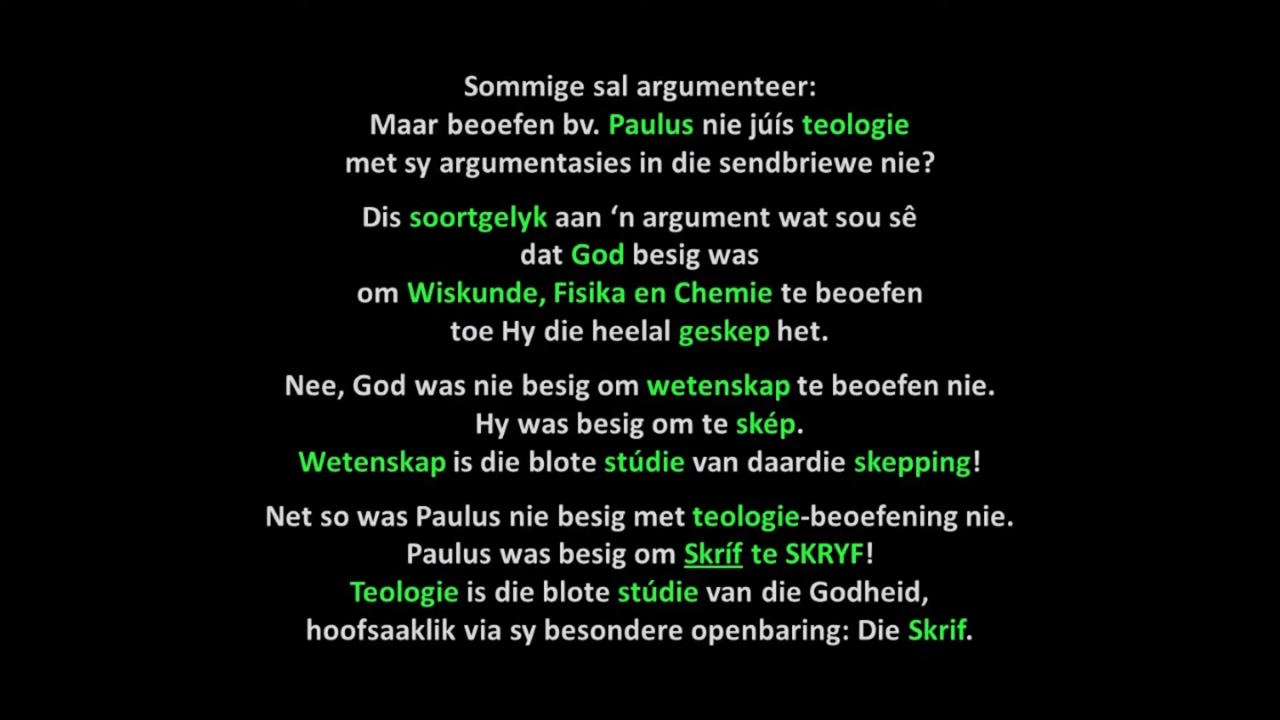 Sommige sal argumenteer:
Maar beoefen bv. Paulus nie júís teologie
met sy argumentasies in die sendbriewe nie?
Dis soortgelyk aan ‘n argument wat sou sê
dat God besig was
om Wiskunde, Fisika en Chemie te beoefen
toe Hy die heelal geskep het.
Nee, God was nie besig om wetenskap te beoefen nie.
Hy was besig om te skép.
Wetenskap is die blote stúdie van daardie skepping!
Net so was Paulus nie besig met teologie-beoefening nie.
Paulus was besig om Skríf te SKRYF!
Teologie is die blote stúdie van die Godheid,
hoofsaaklik via sy besondere openbaring: Die Skrif.